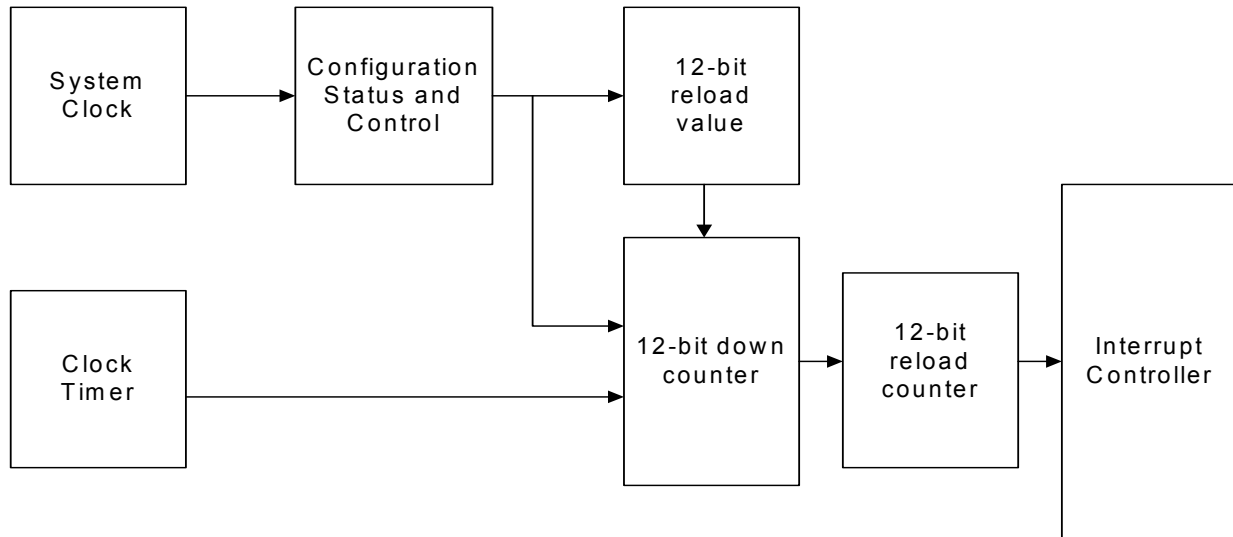 System
Clock
Configuration
Status and
Control
12-bit
reload
value
Clock
Timer
12-bit down
counter
12-bit
reload
counter
Interrupt
Controller